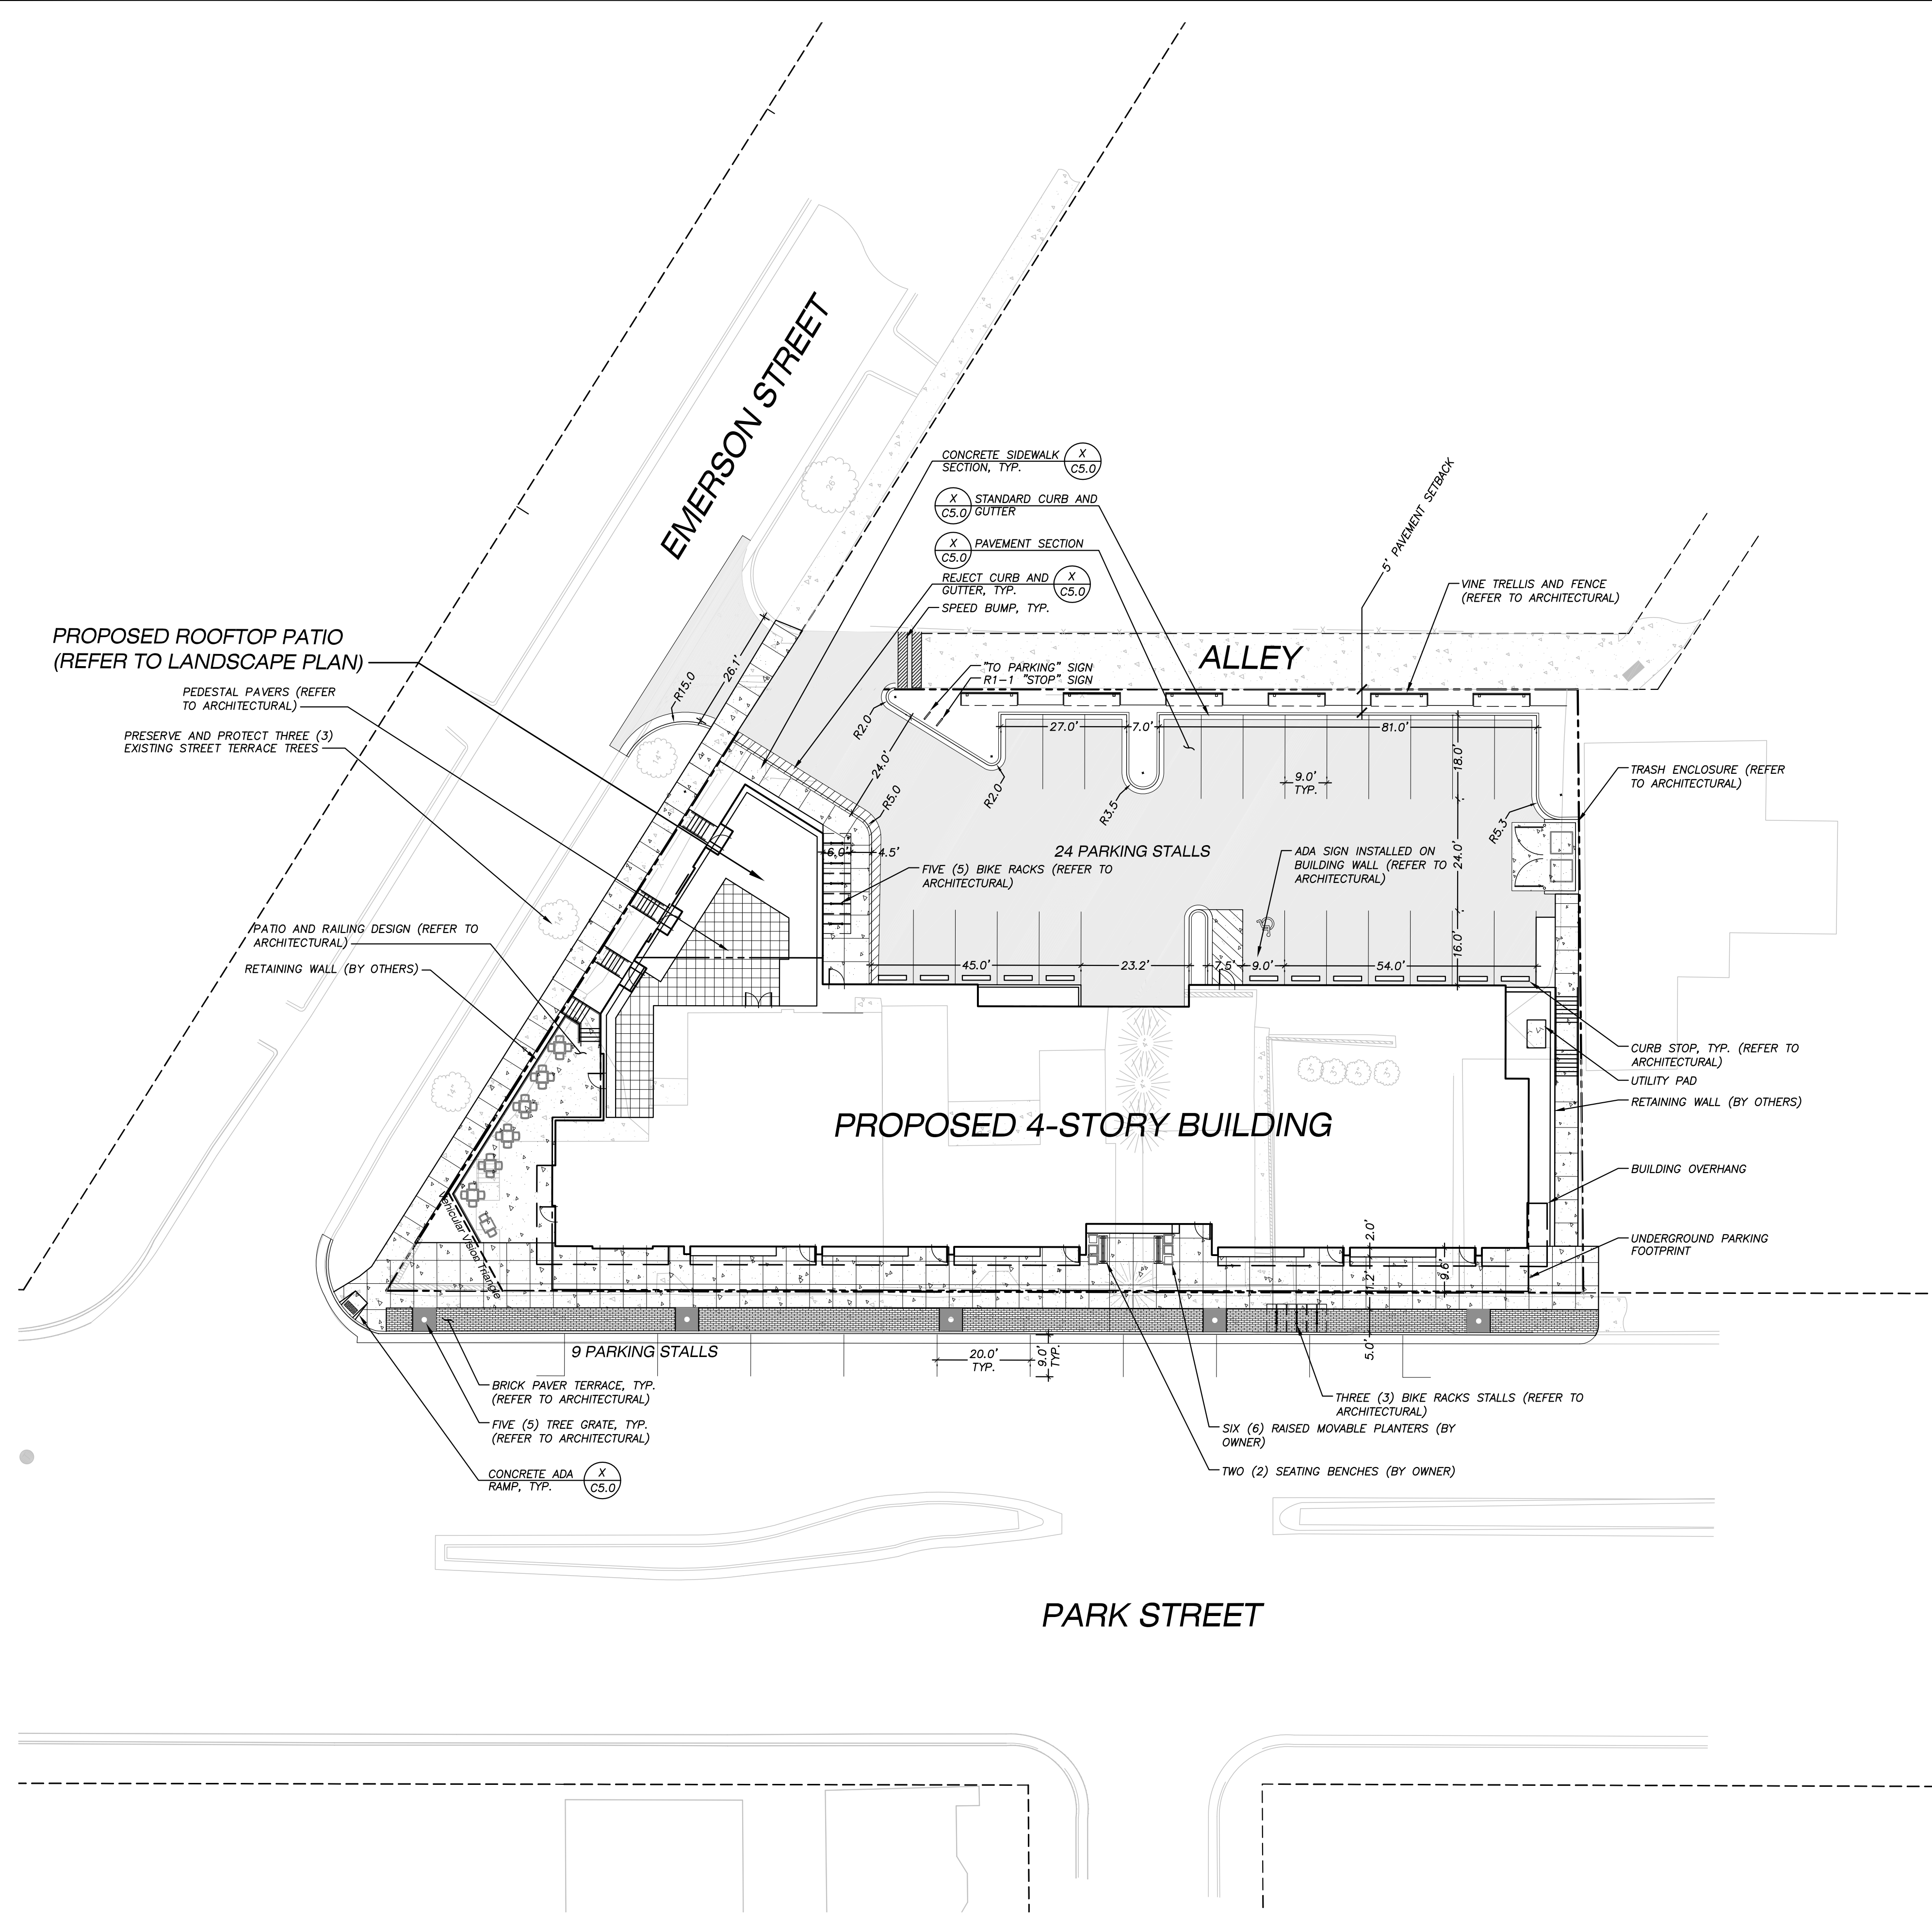 EMERSON STREET
CONCRETE SIDEWALK
SECTION, TYP.
X
C5.0
X
C5.0
STANDARD CURB AND
GUTTER
X
C5.0
PAVEMENT SECTION
REJECT CURB AND
GUTTER, TYP.
X
C5.0
SPEED BUMP, TYP.
5' PAVEMENT SETBACK
VINE TRELLIS AND FENCE
(REFER TO ARCHITECTURAL)
26"
PROPOSED ROOFTOP PATIO
(REFER TO LANDSCAPE PLAN)
PEDESTAL PAVERS (REFER
TO ARCHITECTURAL)
PRESERVE AND PROTECT THREE (3)
EXISTING STREET TERRACE TREES
ALLEY
"TO PARKING" SIGN
R1-1 "STOP" SIGN
R15.0
26.1'
R2.0
24.0'
R2.0
R5.0
27.0'
7.0'
81.0'
18.0'
9.0'
TYP.
R3.5
R5.3
14"
TRASH ENCLOSURE (REFER
TO ARCHITECTURAL)
24 PARKING STALLS
24.0'
6.0'
4.5'
FIVE (5) BIKE RACKS (REFER TO
ARCHITECTURAL)
ADA SIGN INSTALLED ON
BUILDING WALL (REFER TO
ARCHITECTURAL)
PATIO AND RAILING DESIGN (REFER TO
ARCHITECTURAL)
RETAINING WALL (BY OTHERS)
45.0'
23.2'
7.5'
9.0'
54.0'
16.0'
CURB STOP, TYP. (REFER TO
ARCHITECTURAL)
UTILITY PAD
RETAINING WALL (BY OTHERS)
14"
PROPOSED 4-STORY BUILDING
BUILDING OVERHANG
Vehicular Vision Triangle
UNDERGROUND PARKING
FOOTPRINT
2.0'
11.2'
9.6'
5.0'
9 PARKING STALLS
20.0'
TYP.
9.0'
TYP.
BRICK PAVER TERRACE, TYP.
(REFER TO ARCHITECTURAL)
FIVE (5) TREE GRATE, TYP.
(REFER TO ARCHITECTURAL)
CONCRETE ADA
RAMP, TYP.
X
C5.0
THREE (3) BIKE RACKS STALLS (REFER TO
ARCHITECTURAL)
SIX (6) RAISED MOVABLE PLANTERS (BY
OWNER)
TWO (2) SEATING BENCHES (BY OWNER)
PARK STREET